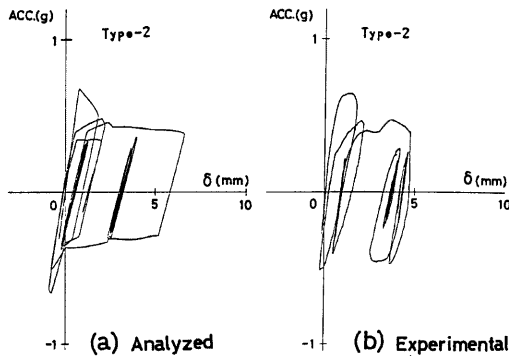 ACC.(g)
1
Type-2
δ (mm)
0
5
10
-1
(a) Analyzed
ACC.(g)
1
Type-2
δ (mm)
0
5
10
-1
(b) Experimental